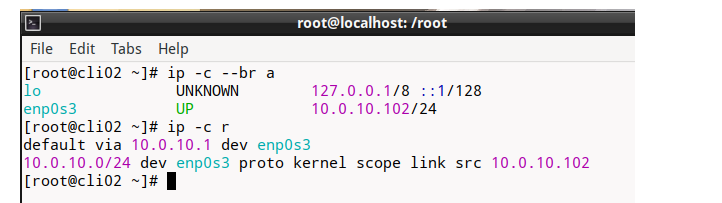 root@localhost: /root
File Edit Tabs Help
[root@cli02 ~]# ip -c --br a
lo UNKNOWN 127.0.0.1/8 ::1/128
enp0s3 UP 10.0.10.102/24
[root@cli02 ~]# ip -c r
default via 10.0.10.1 dev enp0s3
10.0.10.0/24 dev enp0s3 proto kernel scope link src 10.0.10.102
[root@cli02 ~]#